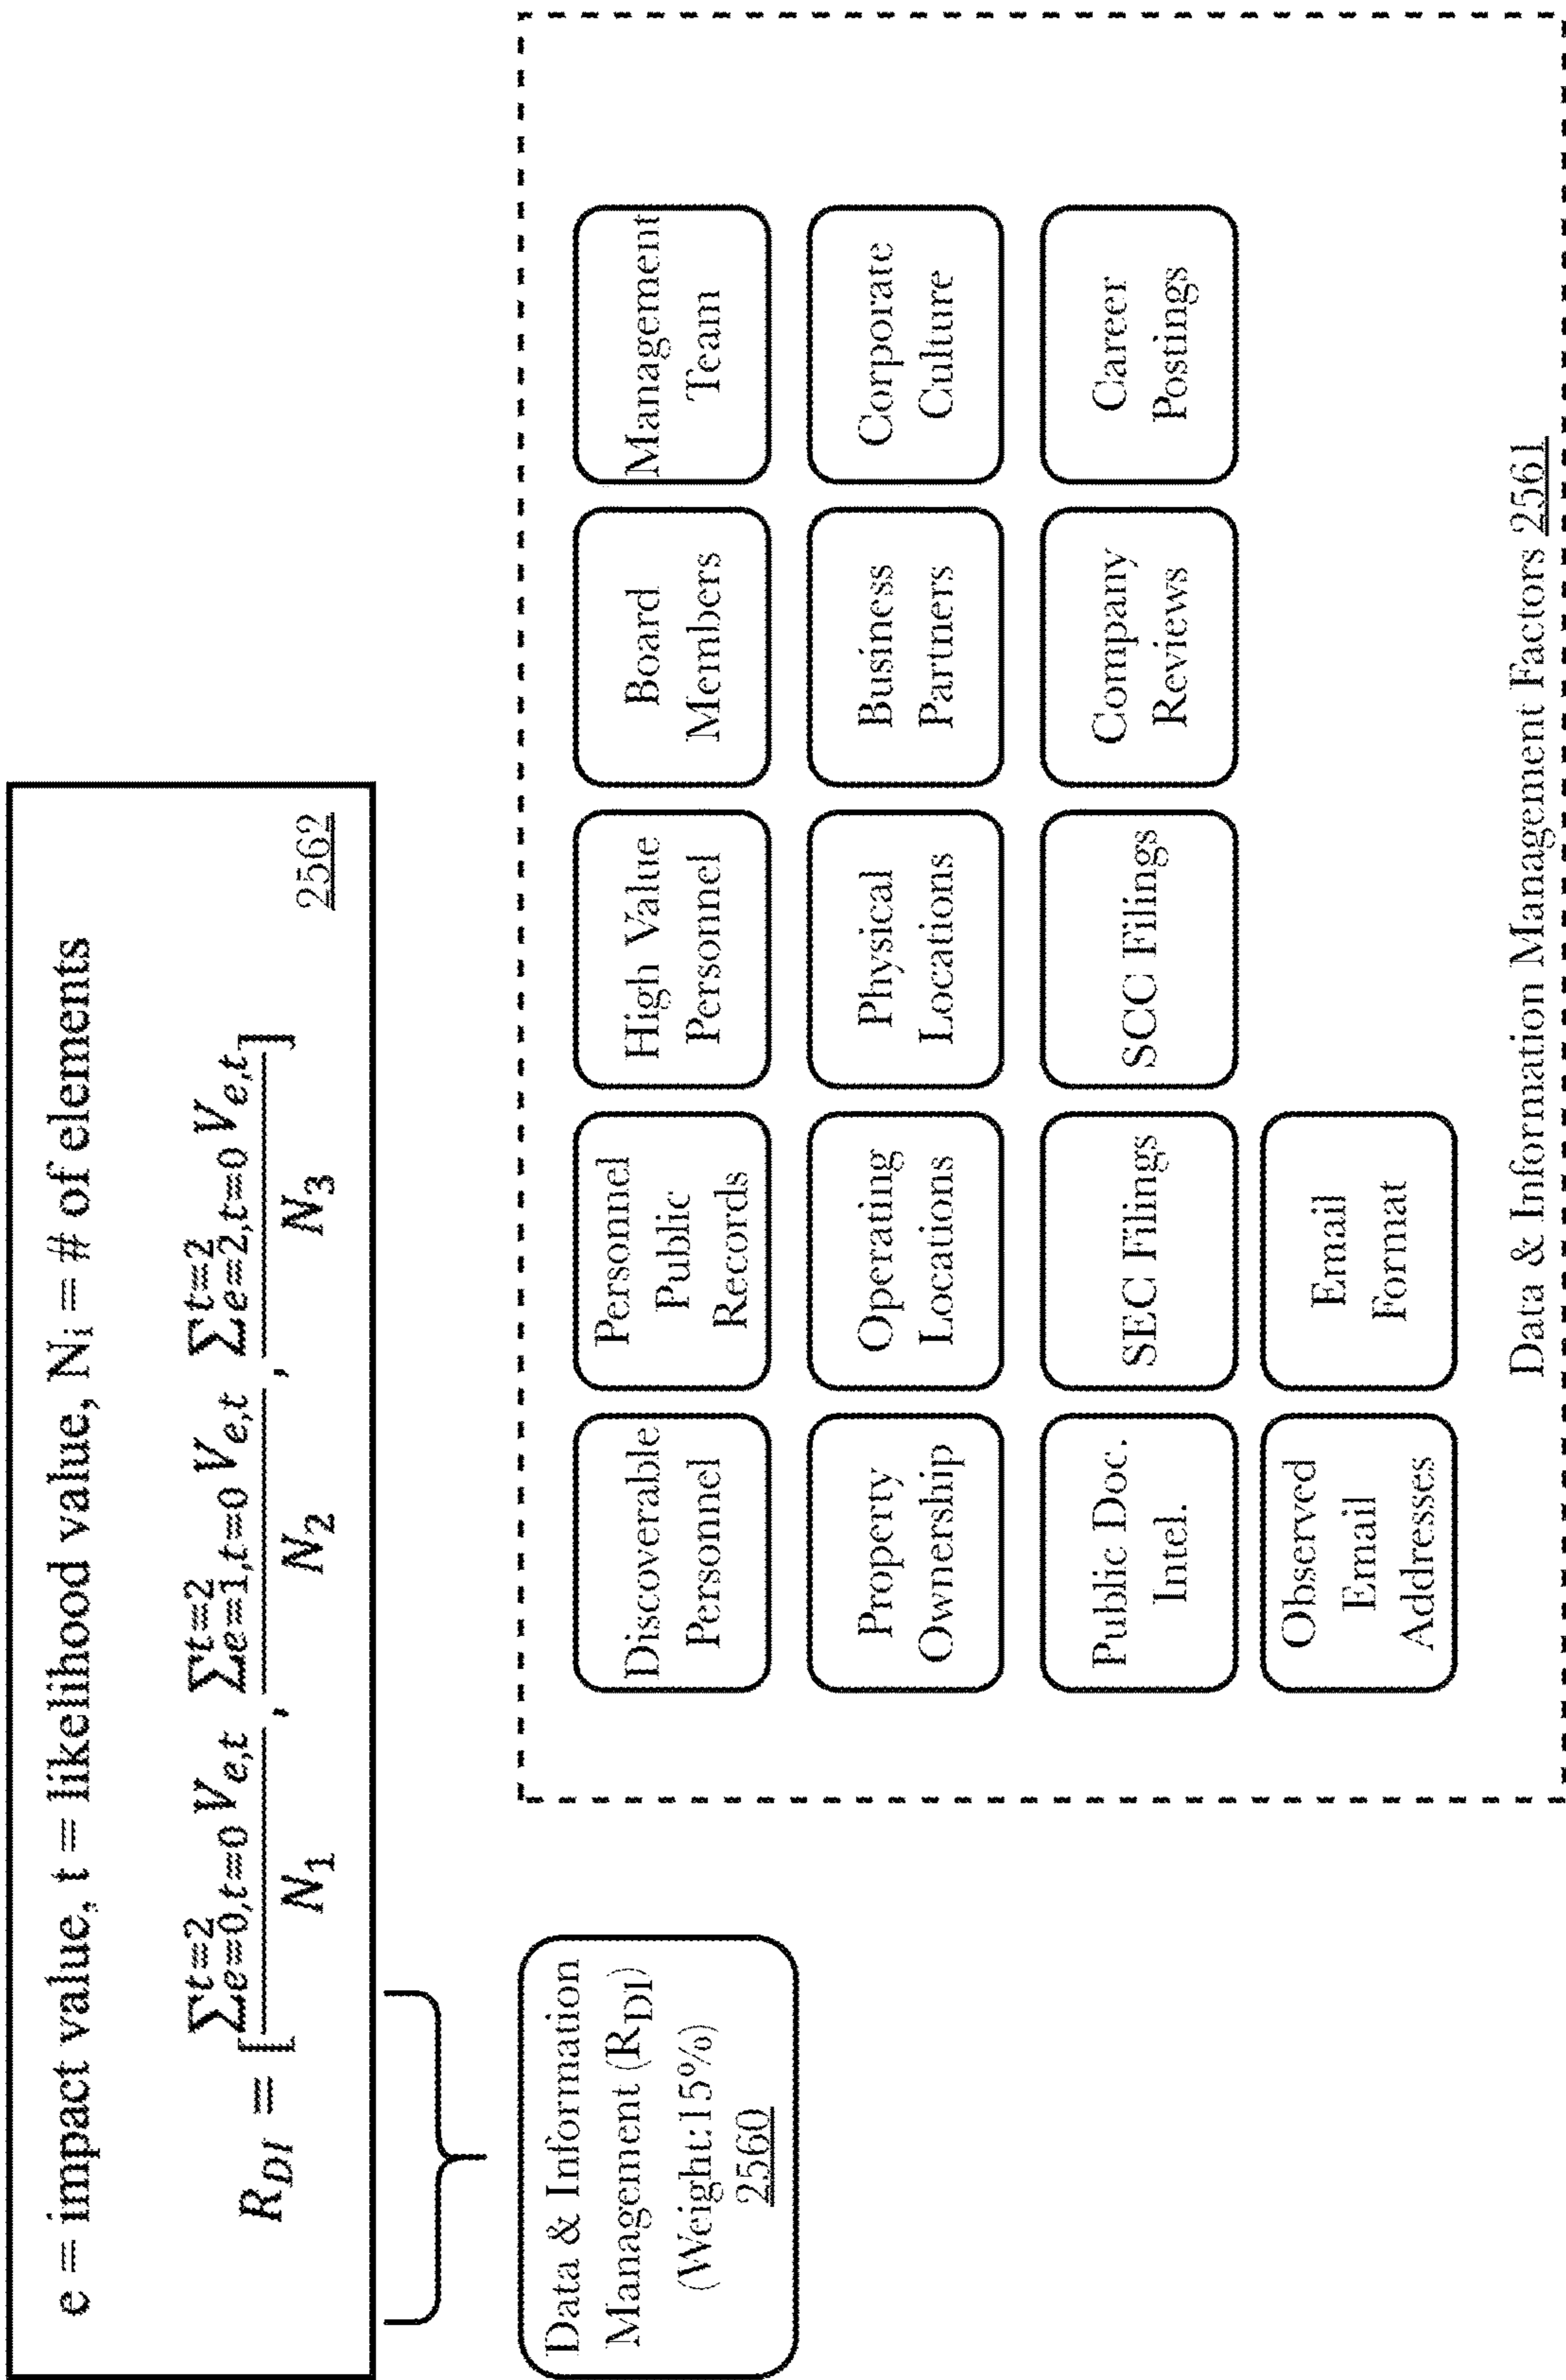 e = impact value, t = likelihood value, Nᵢ = # of elements
R_DI = [ ∑^{t=2}_{e=0,t=0} V_{e,t} / N₁ , ∑^{t=2}_{e=1,t=0} V_{e,t} / N₂ , ∑^{t=2}_{e=2,t=0} V_{e,t} / N₃ ]
2562
Data & Information
Management (R_DI)
(Weight:15%)
2560
Discoverable
Personnel
Personnel
Public
Records
High Value
Personnel
Board
Members
Management
Team
Property
Ownership
Operating
Locations
Physical
Locations
Business
Partners
Corporate
Culture
Public Doc.
Intel.
SEC Filings
SCC Filings
Company
Reviews
Career
Postings
Observed
Email
Addresses
Email
Format
Data & Information Management Factors 2561